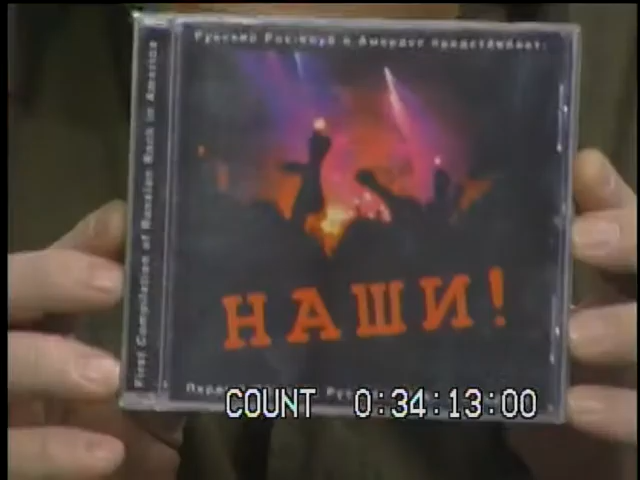 Русский Рок-клуб в Америке представляет:
First Compilation of Russian Rock in America
НАШИ!
COUNT 0:34:13:00